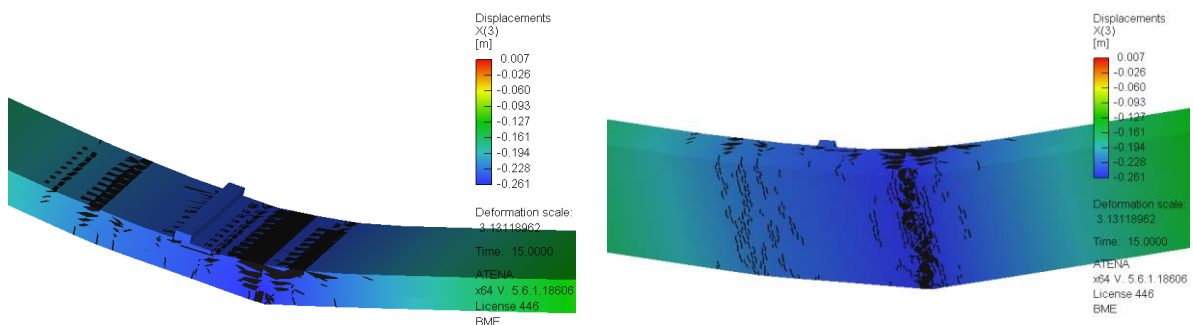 Displacements
X(3)
[m]
0.007
-0.026
-0.060
-0.093
-0.127
-0.161
-0.194
-0.228
-0.261
Deformation scale:
3.13118962
Time: 15.0000
ATENA
x64 V. 5.6.1.18606
License 446
BME
Displacements
X(3)
[m]
0.007
-0.026
-0.060
-0.093
-0.127
-0.161
-0.194
-0.228
-0.261
Deformation scale:
3.13118962
Time: 15.0000
ATENA
x64 V. 5.6.1.18606
License 446
BME